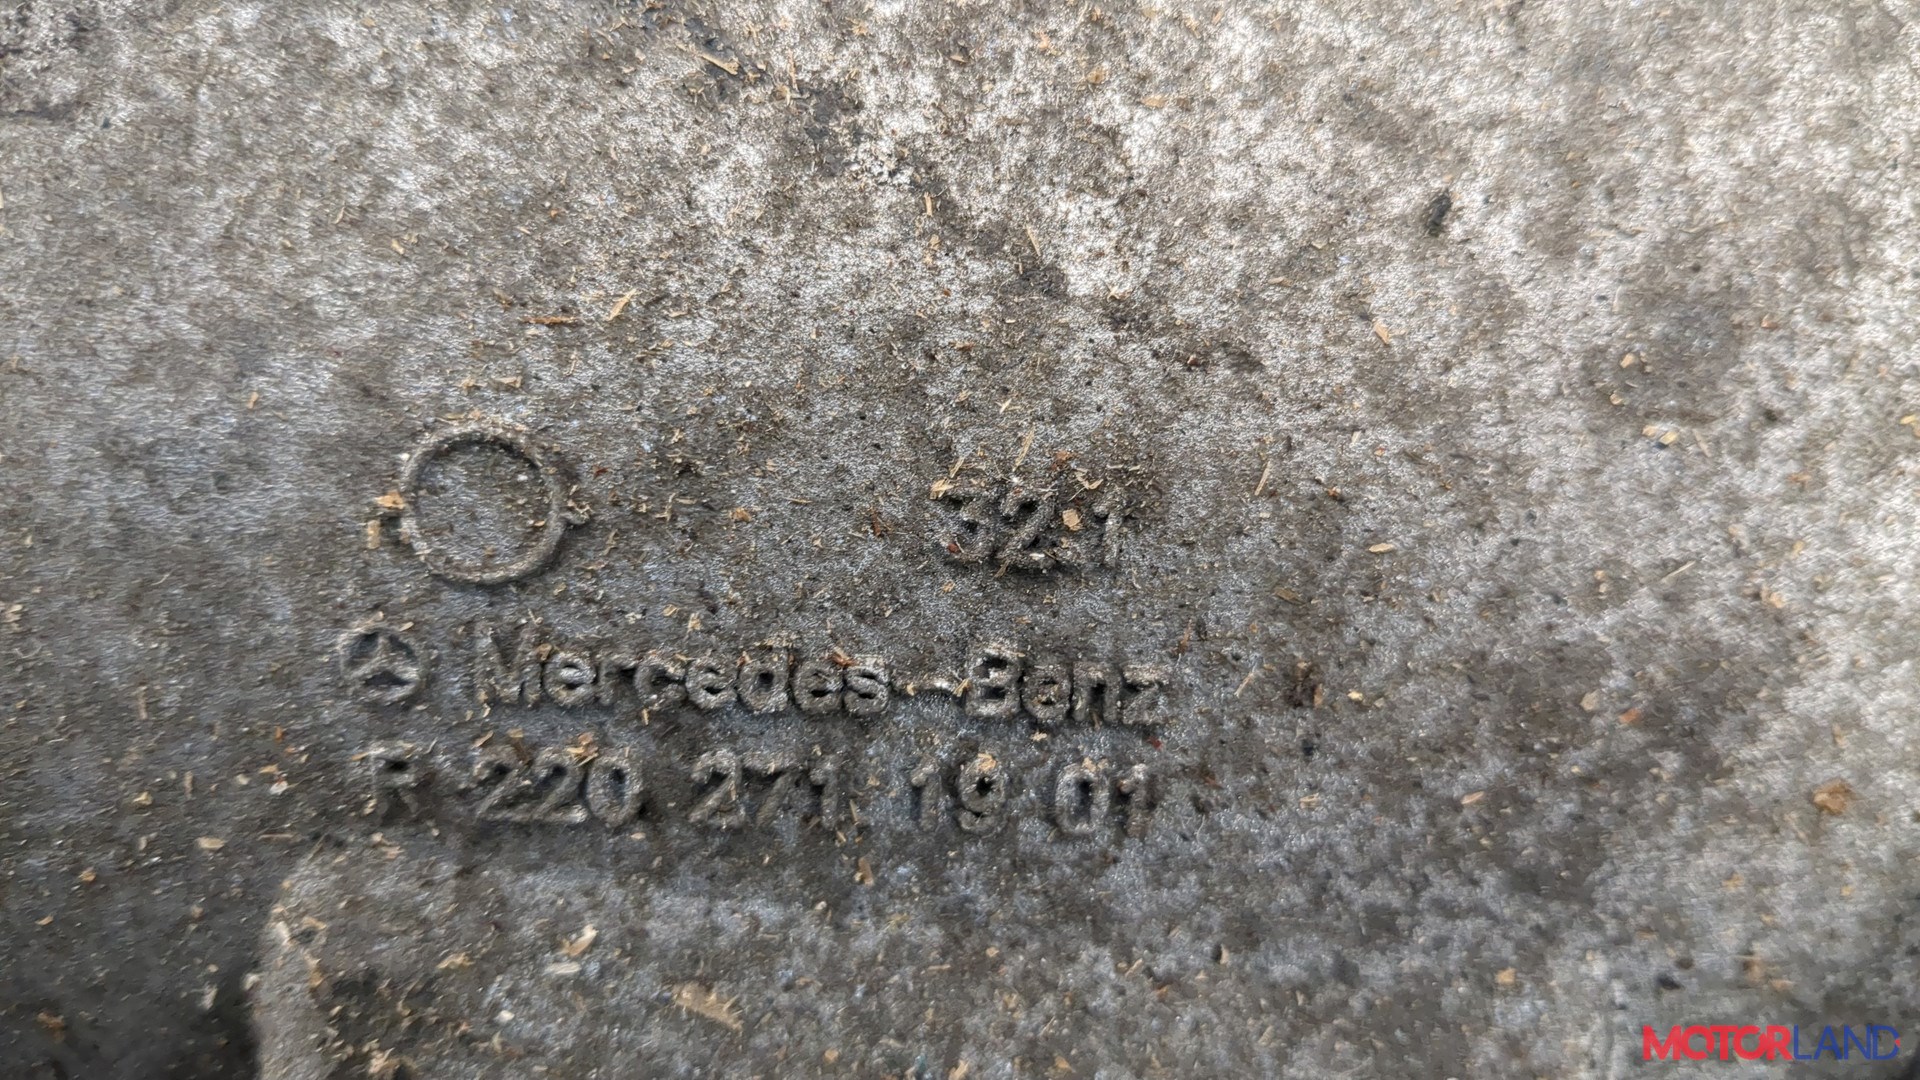 321
Mercedes-Benz
R 220 271 19 01
MOTORLAND